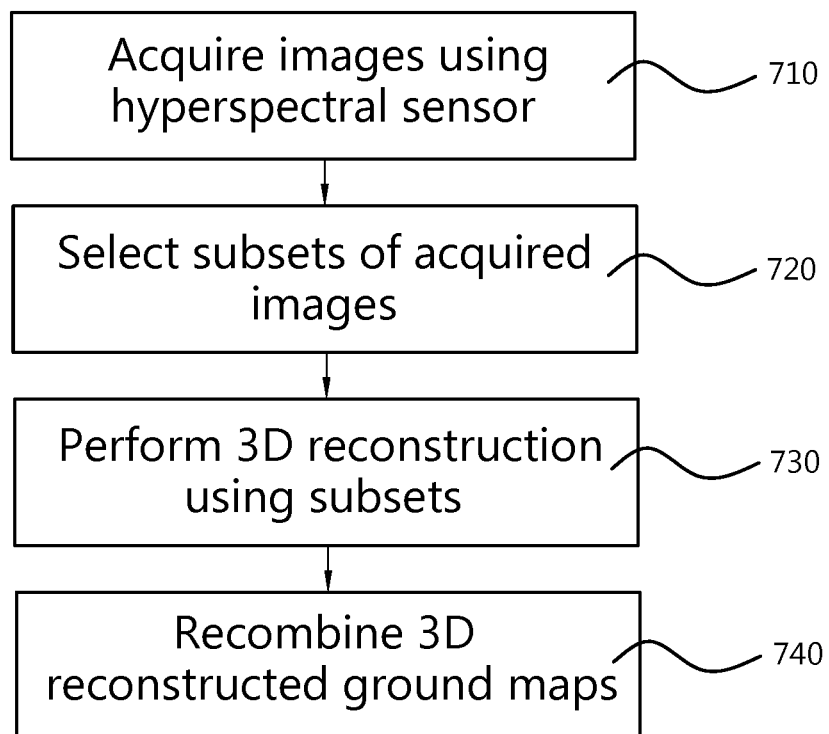 Acquire images using
hyperspectral sensor
710
Select subsets of acquired
images
720
Perform 3D reconstruction
using subsets
730
Recombine 3D
reconstructed ground maps
740